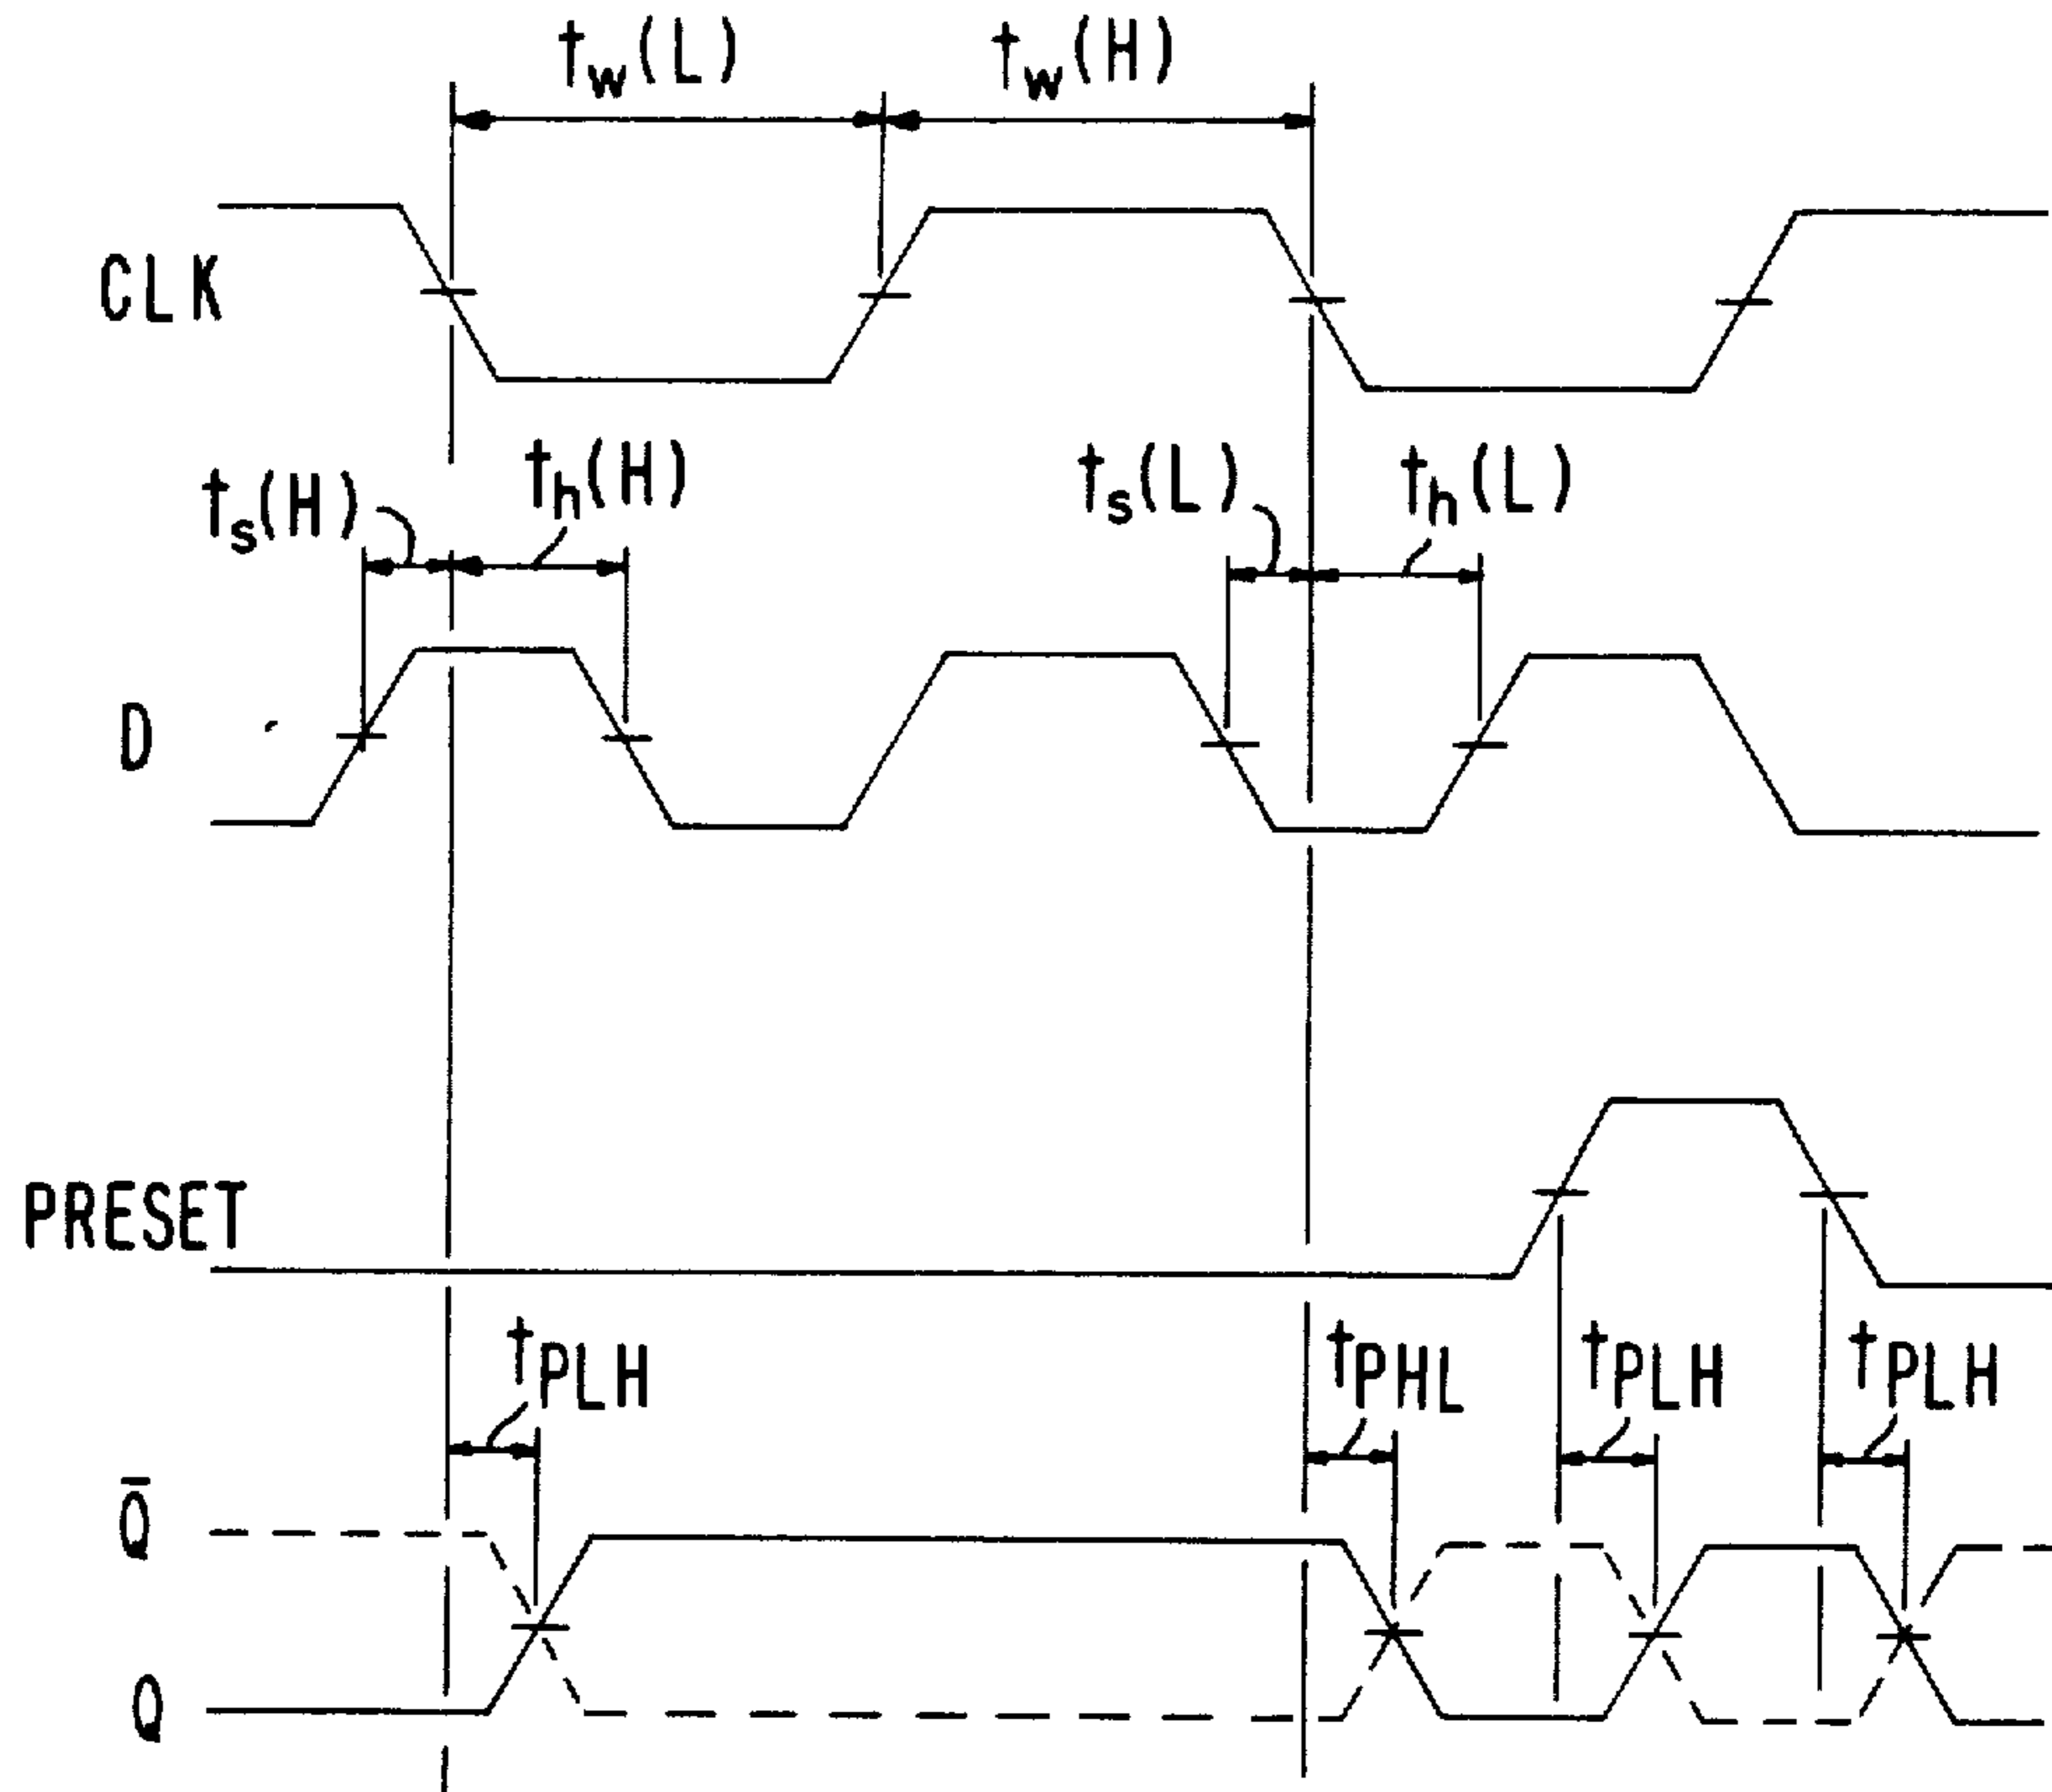 tw(L) tw(H)
CLK
ts(H) th(H) ts(L) th(L)
D
PRESET
tPLH tPHL tPLH tPLH
Q̄
Q